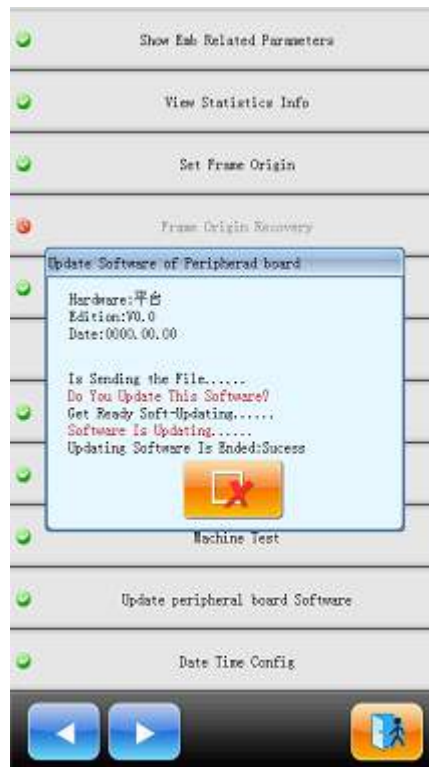 Show Emb Related Parameters
View Statistics Info
Set Frame Origin
Frame Origin Recovery
Update Software of Peripherad board
Hardware:平台
Edition:V0.0
Date:0000.00.00
Is Sending the File......
Do You Update This Software?
Get Ready Soft-Updating......
Software Is Updating......
Updating Software Is Ended:Sucess
Machine Test
Update peripheral board Software
Date Time Config